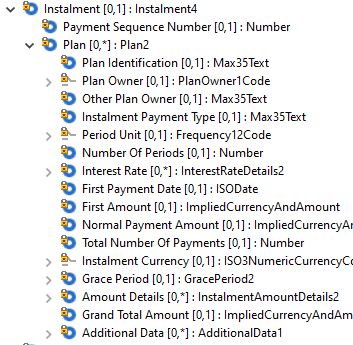 Instalment [0,1] : Instalment4
Payment Sequence Number [0,1] : Number
Plan [0,*] : Plan2
Plan Identification [0,1] : Max35Text
Plan Owner [0,1] : PlanOwner1Code
Other Plan Owner [0,1] : Max35Text
Instalment Payment Type [0,1] : Max35Text
Period Unit [0,1] : Frequency12Code
Number Of Periods [0,1] : Number
Interest Rate [0,*] : InterestRateDetails2
First Payment Date [0,1] : ISODate
First Amount [0,1] : ImpliedCurrencyAndAmount
Normal Payment Amount [0,1] : ImpliedCurrencyAr
Total Number Of Payments [0,1] : Number
Instalment Currency [0,1] : ISO3NumericCurrencyCo
Grace Period [0,1] : GracePeriod2
Amount Details [0,*] : InstalmentAmountDetails2
Grand Total Amount [0,1] : ImpliedCurrencyAndAm
Additional Data [0,*] : AdditionalData1